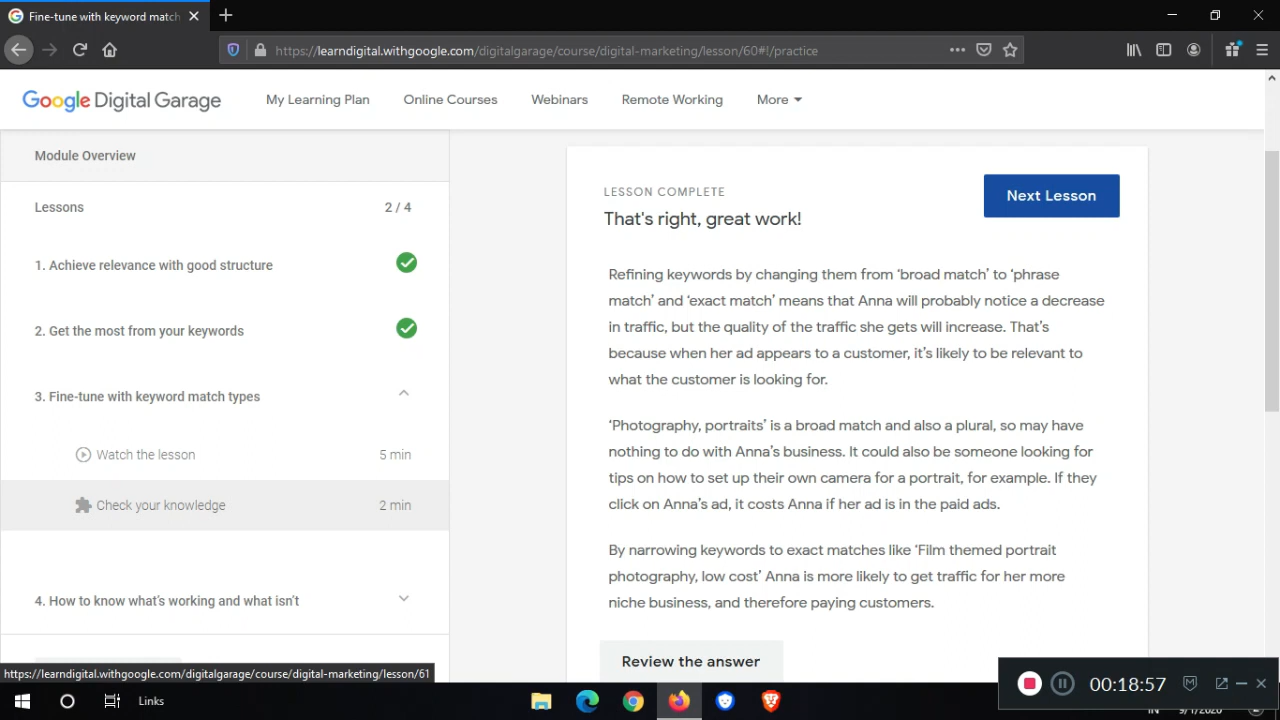 Fine-tune with keyword match
https://learndigital.withgoogle.com/digitalgarage/course/digital-marketing/lesson/60#!/practice
Google Digital Garage
My Learning Plan
Online Courses
Webinars
Remote Working
More
Module Overview
Lessons
2 / 4
1. Achieve relevance with good structure
2. Get the most from your keywords
3. Fine-tune with keyword match types
Watch the lesson
5 min
Check your knowledge
2 min
4. How to know what's working and what isn't
LESSON COMPLETE
That's right, great work!
Next Lesson
Refining keywords by changing them from ‘broad match’ to ‘phrase
match’ and ‘exact match’ means that Anna will probably notice a decrease
in traffic, but the quality of the traffic she gets will increase. That’s
because when her ad appears to a customer, it’s likely to be relevant to
what the customer is looking for.
‘Photography, portraits’ is a broad match and also a plural, so may have
nothing to do with Anna’s business. It could also be someone looking for
tips on how to set up their own camera for a portrait, for example. If they
click on Anna’s ad, it costs Anna if her ad is in the paid ads.
By narrowing keywords to exact matches like ‘Film themed portrait
photography, low cost’ Anna is more likely to get traffic for her more
niche business, and therefore paying customers.
Review the answer
https://learndigital.withgoogle.com/digitalgarage/course/digital-marketing/lesson/61
Links
00:18:57
IN
9/1/2020